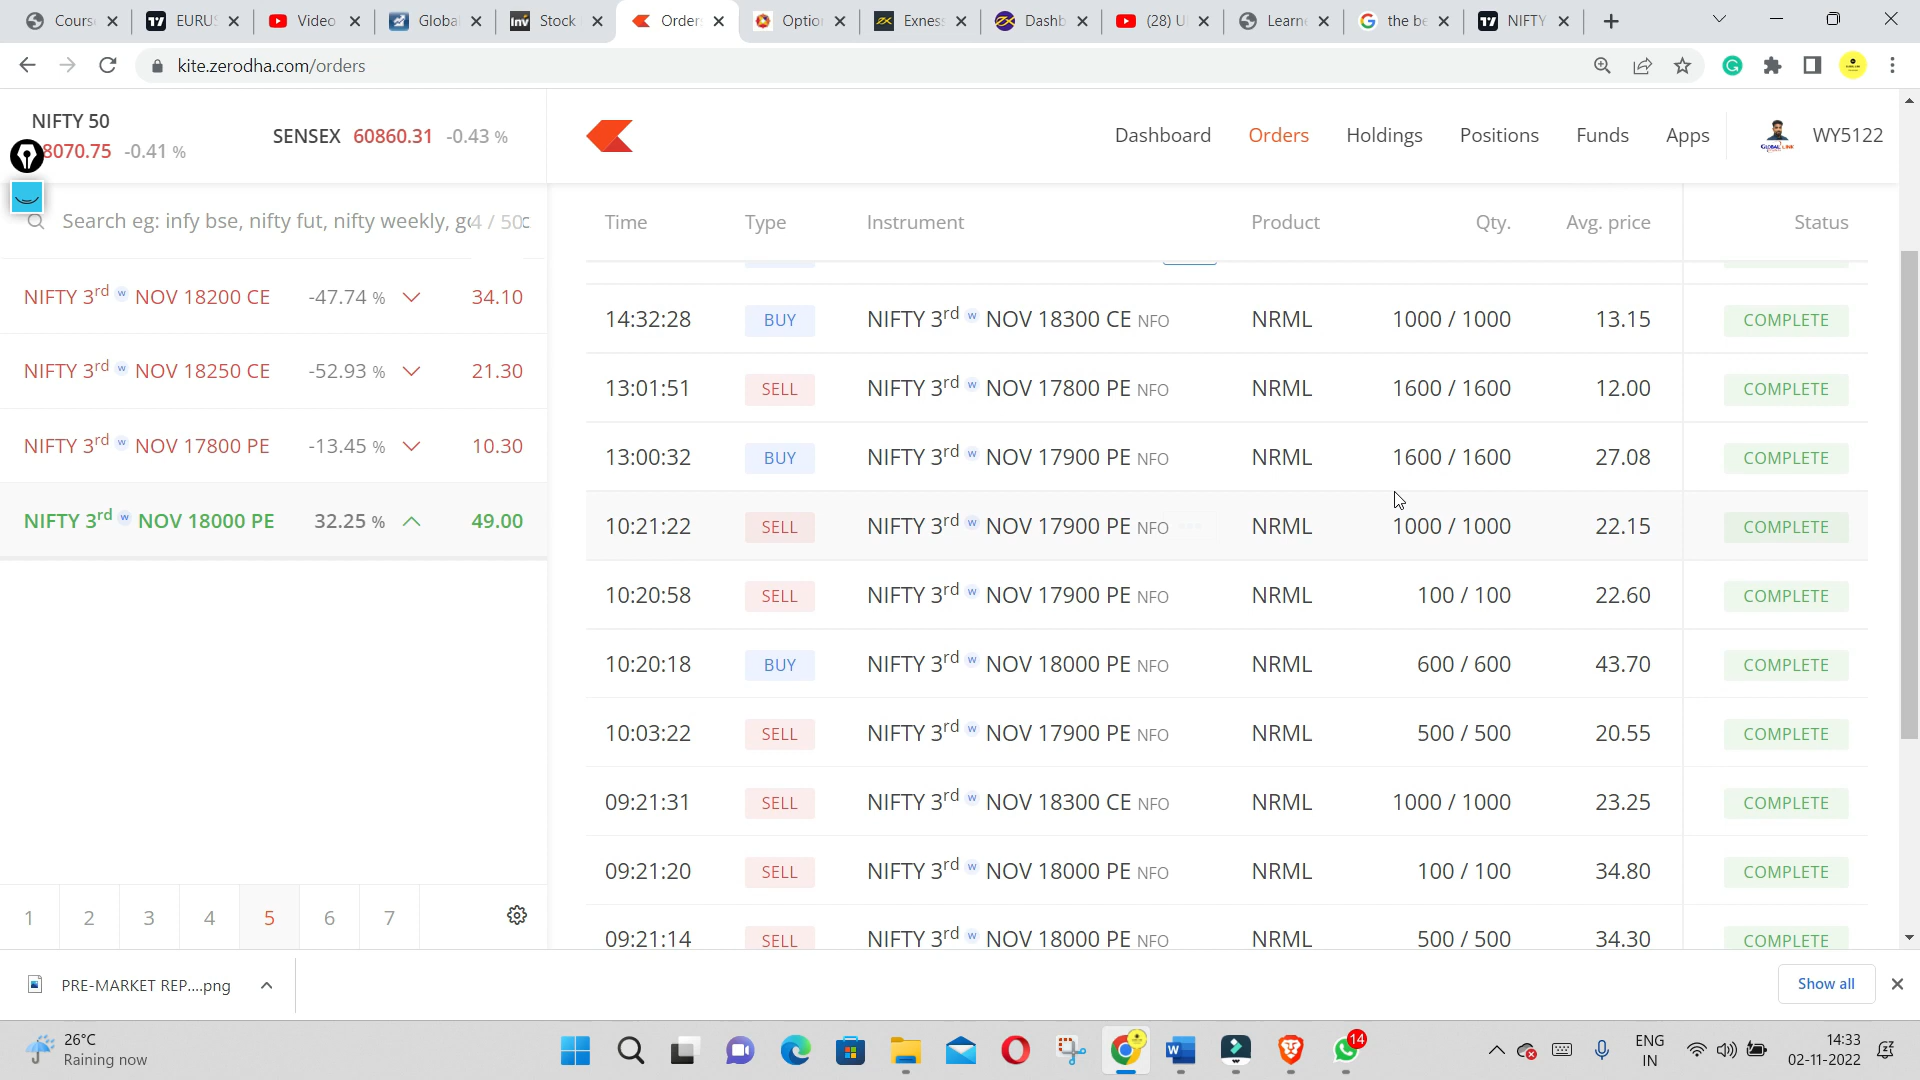 Course
EURUS
Video
Global
Stock
Orders
Option
Exness
Dashb
(28) U
Learn
the be
NIFTY
kite.zerodha.com/orders
NIFTY 50
8070.75 -0.41 %
SENSEX 60860.31 -0.43 %
Dashboard Orders Holdings Positions Funds Apps
GLOBAL LINK
WY5122
Search eg: infy bse, nifty fut, nifty weekly, 4 / 50
NIFTY 3rd w NOV 18200 CE -47.74 % 34.10
NIFTY 3rd w NOV 18250 CE -52.93 % 21.30
NIFTY 3rd w NOV 17800 PE -13.45 % 10.30
NIFTY 3rd w NOV 18000 PE 32.25 % 49.00
1 2 3 4 5 6 7
Time Type Instrument Product Qty. Avg. price Status
14:32:28 BUY NIFTY 3rd w NOV 18300 CE NFO NRML 1000 / 1000 13.15 COMPLETE
13:01:51 SELL NIFTY 3rd w NOV 17800 PE NFO NRML 1600 / 1600 12.00 COMPLETE
13:00:32 BUY NIFTY 3rd w NOV 17900 PE NFO NRML 1600 / 1600 27.08 COMPLETE
10:21:22 SELL NIFTY 3rd w NOV 17900 PE NFO NRML 1000 / 1000 22.15 COMPLETE
10:20:58 SELL NIFTY 3rd w NOV 17900 PE NFO NRML 100 / 100 22.60 COMPLETE
10:20:18 BUY NIFTY 3rd w NOV 18000 PE NFO NRML 600 / 600 43.70 COMPLETE
10:03:22 SELL NIFTY 3rd w NOV 17900 PE NFO NRML 500 / 500 20.55 COMPLETE
09:21:31 SELL NIFTY 3rd w NOV 18300 CE NFO NRML 1000 / 1000 23.25 COMPLETE
09:21:20 SELL NIFTY 3rd w NOV 18000 PE NFO NRML 100 / 100 34.80 COMPLETE
09:21:14 SELL NIFTY 3rd w NOV 18000 PE NFO NRML 500 / 500 34.30 COMPLETE
PRE-MARKET REP....png
Show all
26°C
Raining now
14
ENG
IN
14:33
02-11-2022